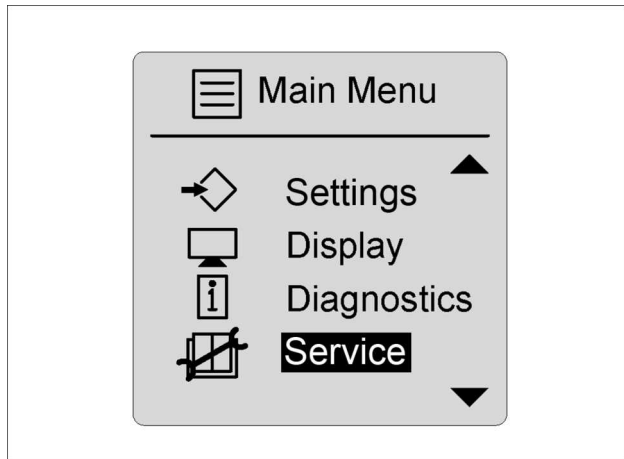 Main Menu
Settings
Display
Diagnostics
Service